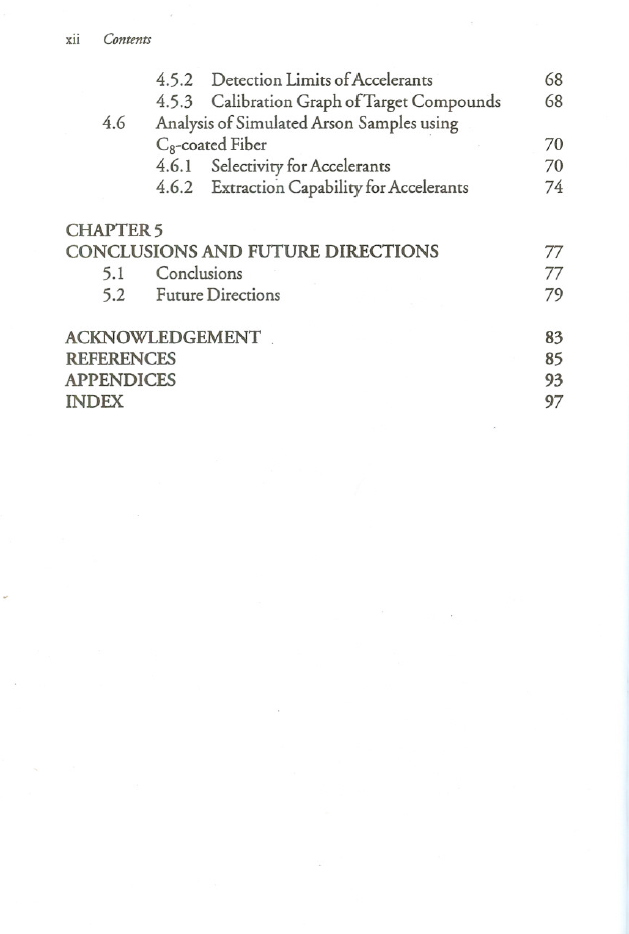 xii Contents
4.5.2 Detection Limits of Accelerants 68
4.5.3 Calibration Graph of Target Compounds 68
4.6 Analysis of Simulated Arson Samples using
C₈-coated Fiber 70
4.6.1 Selectivity for Accelerants 70
4.6.2 Extraction Capability for Accelerants 74
CHAPTER 5
CONCLUSIONS AND FUTURE DIRECTIONS 77
5.1 Conclusions 77
5.2 Future Directions 79
ACKNOWLEDGEMENT 83
REFERENCES 85
APPENDICES 93
INDEX 97